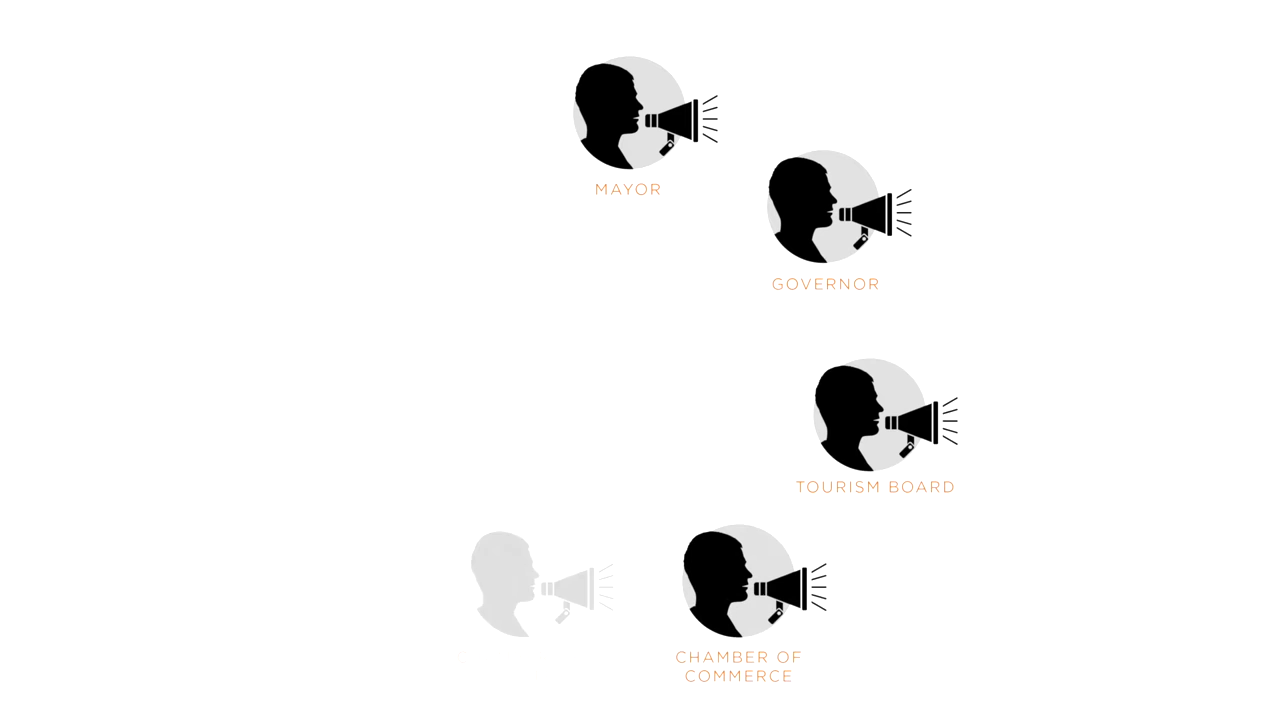 MAYOR
GOVERNOR
TOURISM BOARD
CHAMBER OF
COMMERCE